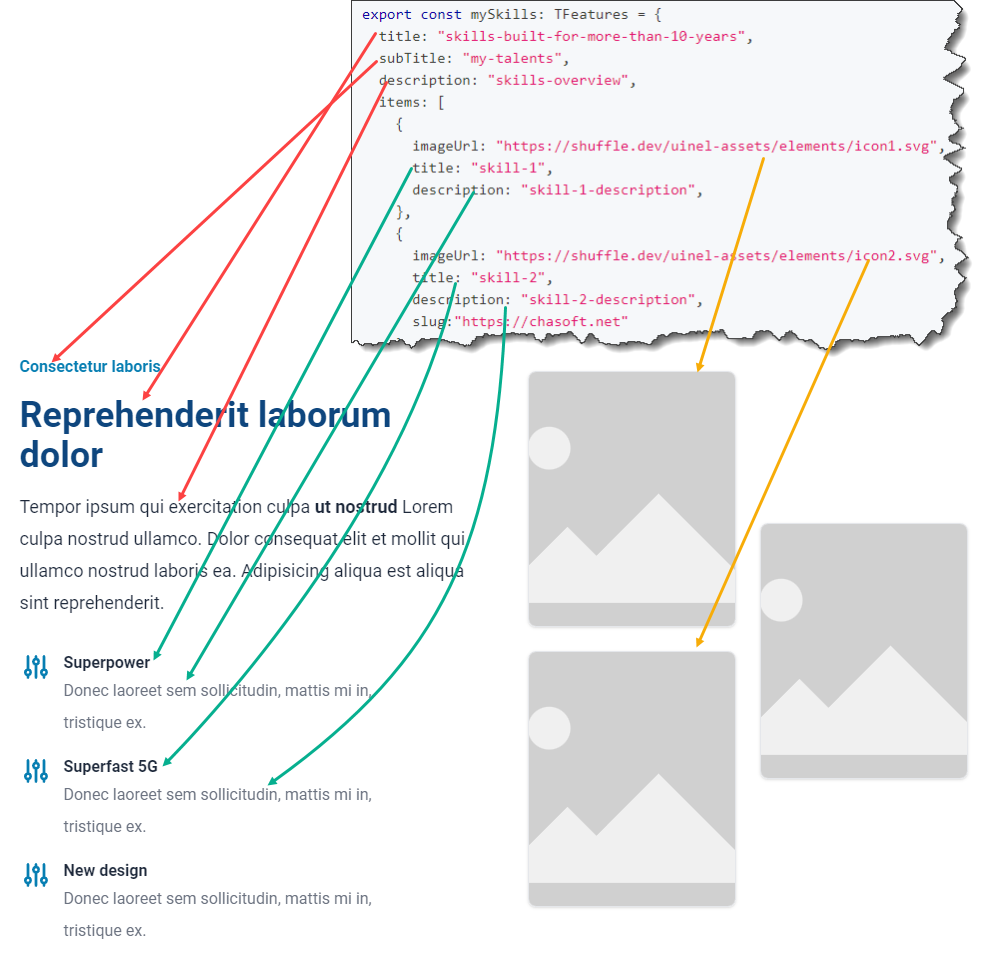 export const mySkills: TFeatures = {
title: "skills-built-for-more-than-10-years",
subTitle: "my-talents",
description: "skills-overview",
items: [
{
imageUrl: "https://shuffle.dev/uinel-assets/elements/icon1.svg",
title: "skill-1",
description: "skill-1-description",
},
{
imageUrl: "https://shuffle.dev/uinel-assets/elements/icon2.svg",
title: "skill-2",
description: "skill-2-description",
slug:"https://chasoft.net"
Consectetur laboris
Reprehenderit laborum
dolor
Tempor ipsum qui exercitation culpa ut nostrud Lorem
culpa nostrud ullamco. Dolor consequat elit et mollit qui
ullamco nostrud laboris ea. Adipisicing aliqua est aliqua
sint reprehenderit.
Superpower
Donec laoreet sem sollicitudin, mattis mi in,
tristique ex.
Superfast 5G
Donec laoreet sem sollicitudin, mattis mi in,
tristique ex.
New design
Donec laoreet sem sollicitudin, mattis mi in,
tristique ex.